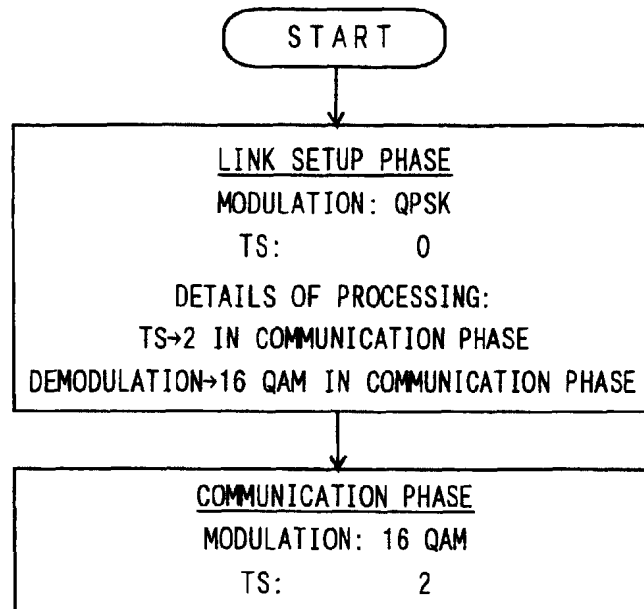 START
LINK SETUP PHASE
MODULATION: QPSK
TS: 0
DETAILS OF PROCESSING:
TS→2 IN COMMUNICATION PHASE
DEMODULATION→16 QAM IN COMMUNICATION PHASE
COMMUNICATION PHASE
MODULATION: 16 QAM
TS: 2